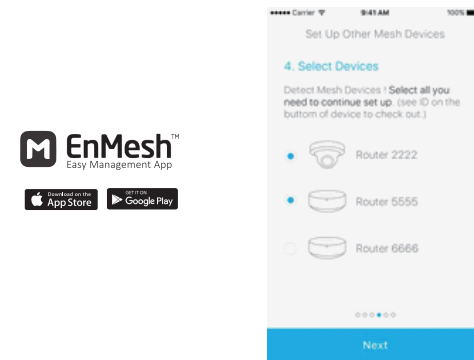 EnMesh™
Easy Management App
Download on the
App Store
GET IT ON
Google Play
Carrier 9:41 AM 100%
Set Up Other Mesh Devices
4. Select Devices
Detect Mesh Devices ! Select all you
need to continue set up. (see ID on the
buttom of device to check out.)
Router 2222
Router 5555
Router 6666
Next